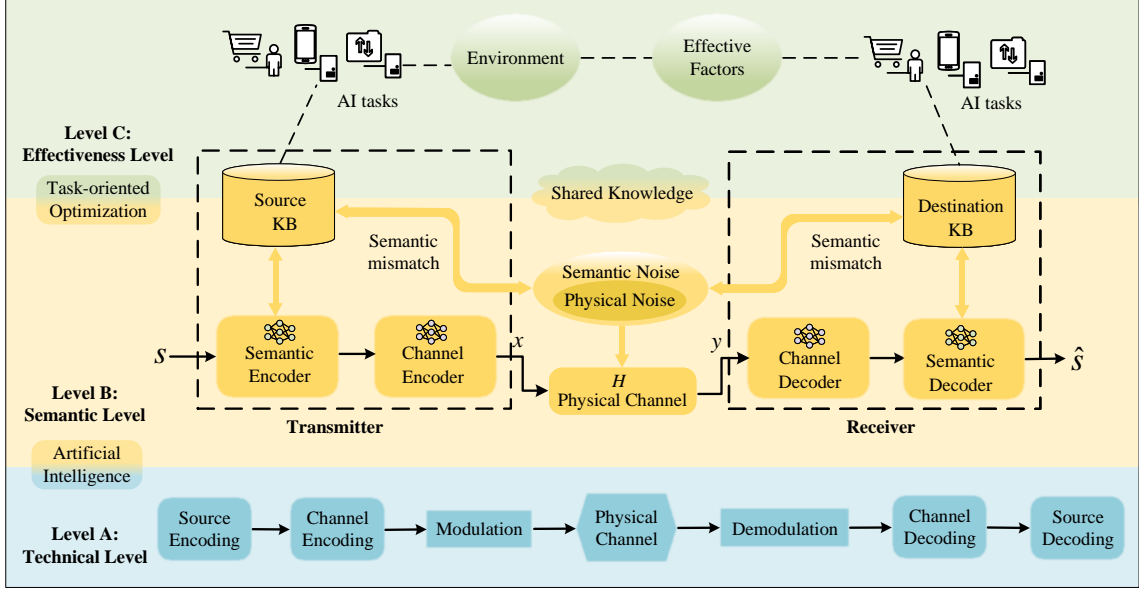 Environment
Effective
Factors
AI tasks
AI tasks
Level C:
Effectiveness Level
Task-oriented
Optimization
Source
KB
Shared Knowledge
Destination
KB
Semantic
mismatch
Semantic Noise
Physical Noise
Semantic
mismatch
S
Semantic
Encoder
Channel
Encoder
x
H
Physical Channel
y
Channel
Decoder
Semantic
Decoder
Ŝ
Level B:
Semantic Level
Transmitter
Receiver
Artificial
Intelligence
Level A:
Technical Level
Source
Encoding
Channel
Encoding
Modulation
Physical
Channel
Demodulation
Channel
Decoding
Source
Decoding